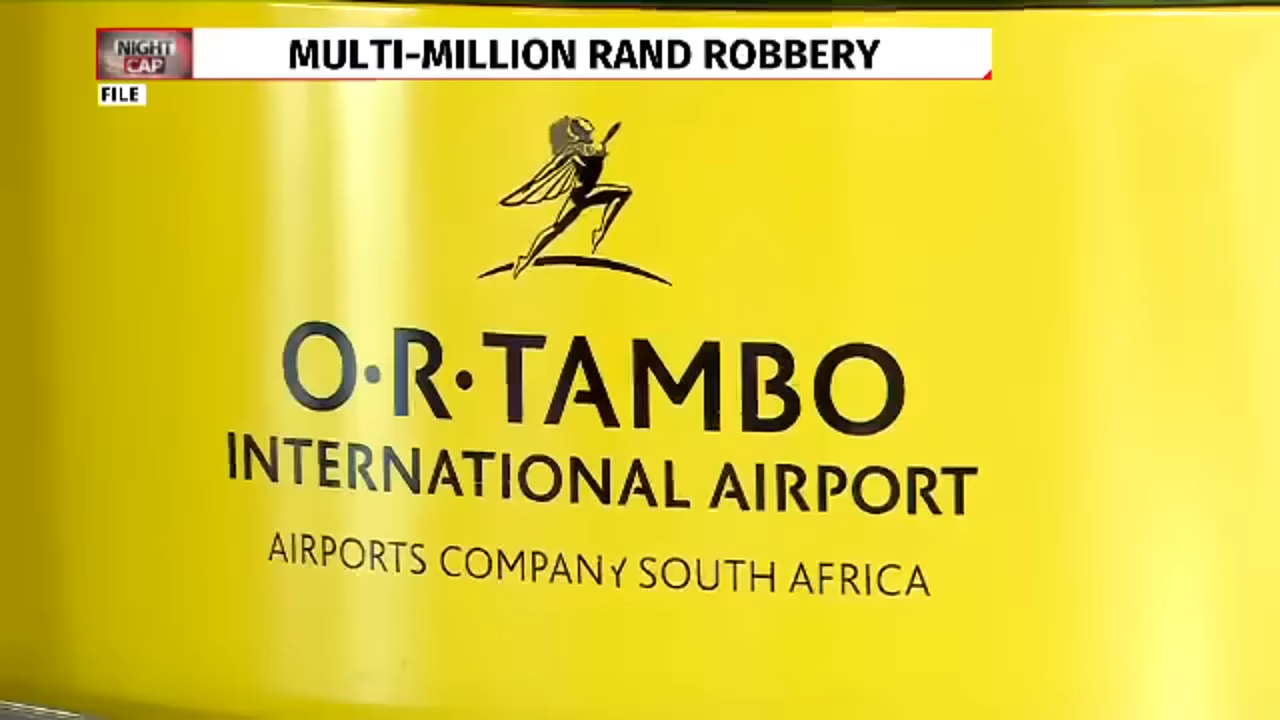 NIGHT
CAP
MULTI-MILLION RAND ROBBERY
FILE
O·R·TAMBO
INTERNATIONAL AIRPORT
AIRPORTS COMPANY SOUTH AFRICA